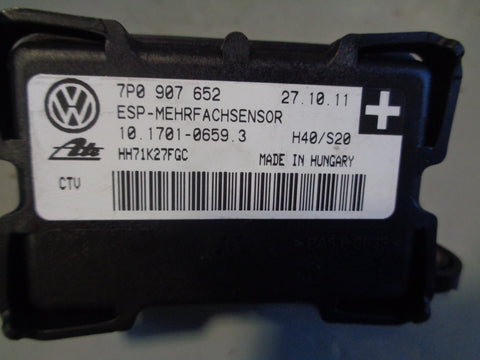 7P0 907 652 27.10.11
ESP-MEHRFACHSENSOR
10.1701-0659.3 H40/S20
Ate HH71K27FGC MADE IN HUNGARY
CTV